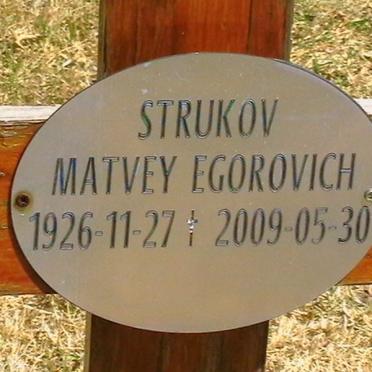 STRUKOV
MATVEY EGOROVICH
1926-11-27 † 2009-05-30